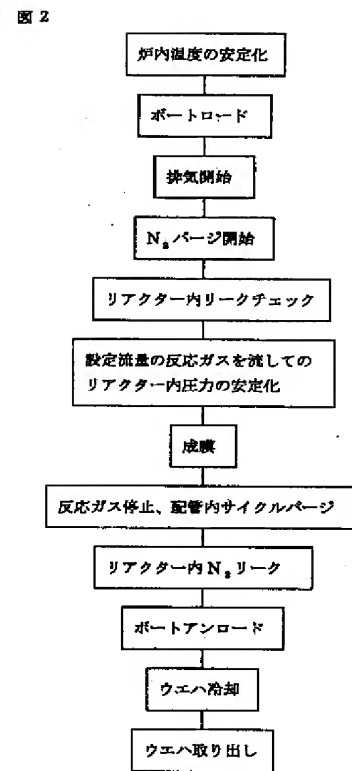 図 2
炉内温度の安定化
ボートロード
排気開始
N₂パージ開始
リアクター内リークチェック
設定流量の反応ガスを流しての
リアクター内圧力の安定化
成膜
反応ガス停止、配管内サイクルパージ
リアクター内N₂リーク
ボートアンロード
ウエハ冷却
ウエハ取り出し